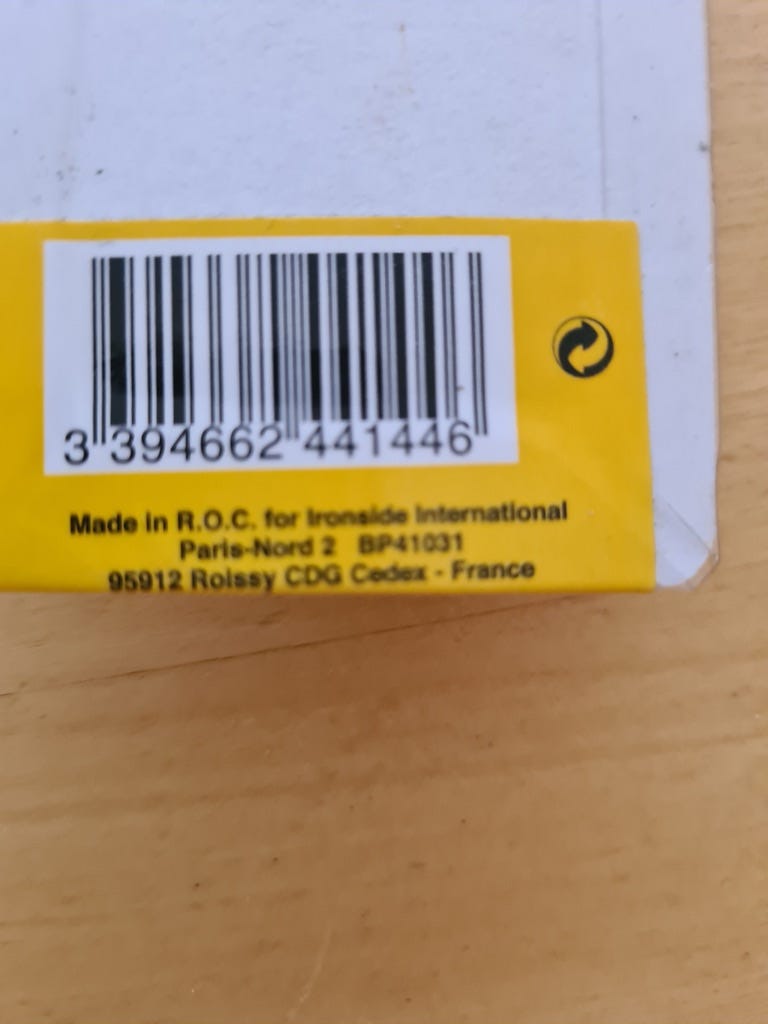 3 394662 441446
Made in R.O.C. for Ironside International
Paris-Nord 2 BP41031
95912 Roissy CDG Cedex - France